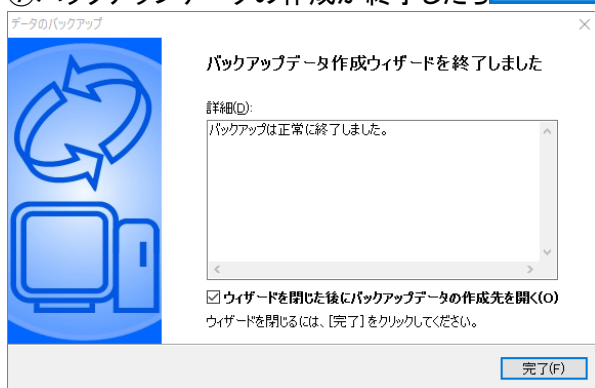 データのバックアップ
バックアップデータ作成ウィザードを終了しました
詳細(D):
バックアップは正常に終了しました。
ウィザードを閉じた後にバックアップデータの作成先を開く(O)
ウィザードを閉じるには、[完了]をクリックしてください。
完了(F)